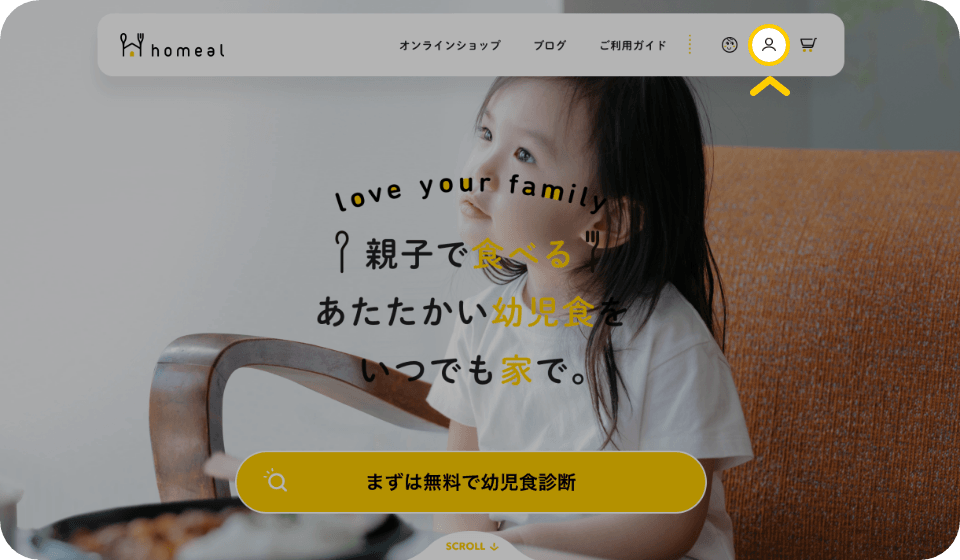 homeal
オンラインショップ
ブログ
ご利用ガイド
love your family
親子で食べる
あたたかい幼児食を
いつでも家で。
まずは無料で幼児食診断
SCROLL